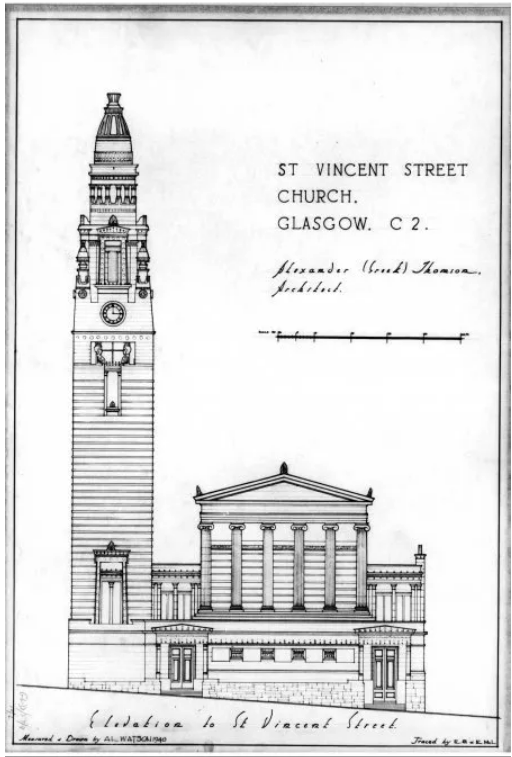 ST VINCENT STREET
CHURCH.
GLASGOW. C 2.
Alexander (Greek) Thomson.
Architect.
Elevation to St Vincent Street.
Measured & Drawn by A.L. WATSON 1940
Traced by